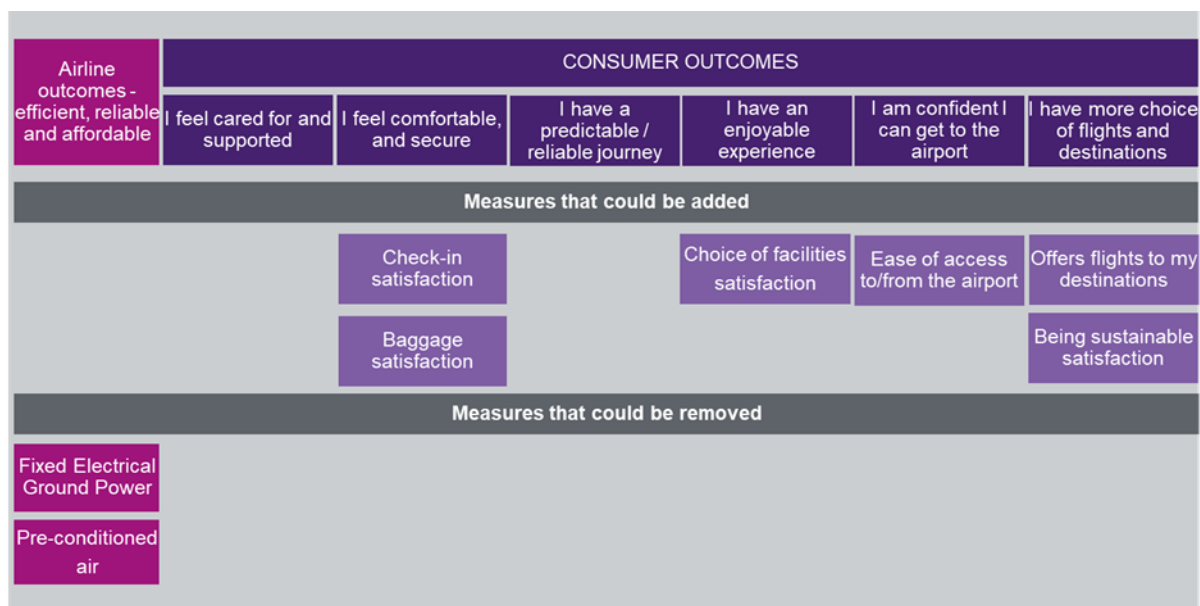 Airline
outcomes -
efficient, reliable
and affordable
CONSUMER OUTCOMES
I feel cared for and
supported
I feel comfortable,
and secure
I have a
predictable /
reliable journey
I have an
enjoyable
experience
I am confident I
can get to the
airport
I have more choice
of flights and
destinations
Measures that could be added
Check-in
satisfaction
Choice of facilities
satisfaction
Ease of access
to/from the airport
Offers flights to my
destinations
Baggage
satisfaction
Being sustainable
satisfaction
Measures that could be removed
Fixed Electrical
Ground Power
Pre-conditioned
air